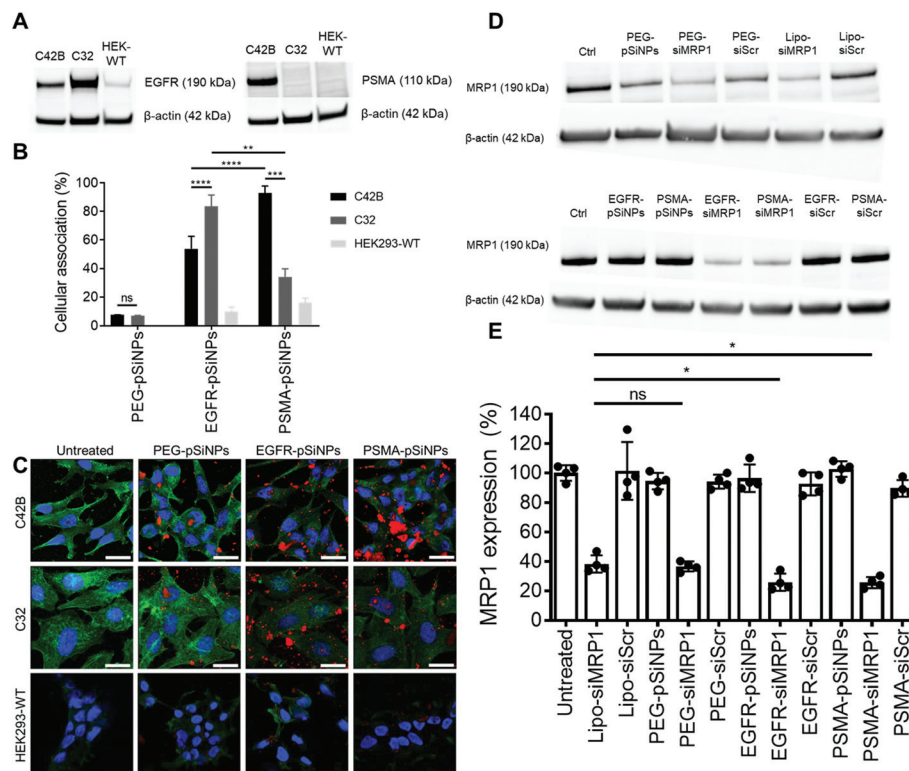 A
C42B C32 HEK-WT
EGFR (190 kDa)
β-actin (42 kDa)
C42B C32 HEK-WT
PSMA (110 kDa)
β-actin (42 kDa)
B
Cellular association (%)
100
80
60
40
20
0
ns
****
****
**
***
C42B
C32
HEK293-WT
PEG-pSiNPs
EGFR-pSiNPs
PSMA-pSiNPs
C
Untreated PEG-pSiNPs EGFR-pSiNPs PSMA-pSiNPs
C42B
C32
HEK293-WT
D
Ctrl PEG-pSiNPs PEG-siMRP1 PEG-siScr Lipo-siMRP1 Lipo-siScr
MRP1 (190 kDa)
β-actin (42 kDa)
Ctrl EGFR-pSiNPs PSMA-pSiNPs EGFR-siMRP1 PSMA-siMRP1 EGFR-siScr PSMA-siScr
MRP1 (190 kDa)
β-actin (42 kDa)
E
*
*
ns
MRP1 expression (%)
140
120
100
80
60
40
20
0
Untreated
Lipo-siMRP1
Lipo-siScr
PEG-pSiNPs
PEG-siMRP1
PEG-siScr
EGFR-pSiNPs
EGFR-siMRP1
EGFR-siScr
PSMA-pSiNPs
PSMA-siMRP1
PSMA-siScr